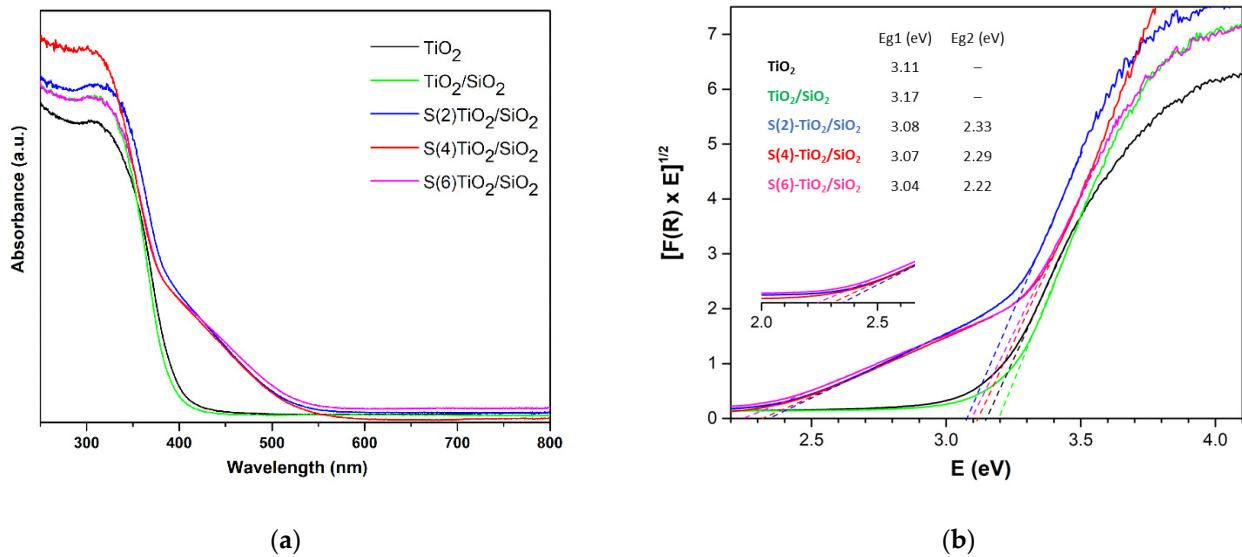 Absorbance (a.u.)
TiO₂
TiO₂/SiO₂
S(2)TiO₂/SiO₂
S(4)TiO₂/SiO₂
S(6)TiO₂/SiO₂
300 400 500 600 700 800
Wavelength (nm)
(a)
[F(R) x E]^1/2
7
6
5
4
3
2
1
0
Eg1 (eV) Eg2 (eV)
TiO₂ 3.11 –
TiO₂/SiO₂ 3.17 –
S(2)-TiO₂/SiO₂ 3.08 2.33
S(4)-TiO₂/SiO₂ 3.07 2.29
S(6)-TiO₂/SiO₂ 3.04 2.22
2.0 2.5
2.5 3.0 3.5 4.0
E (eV)
(b)